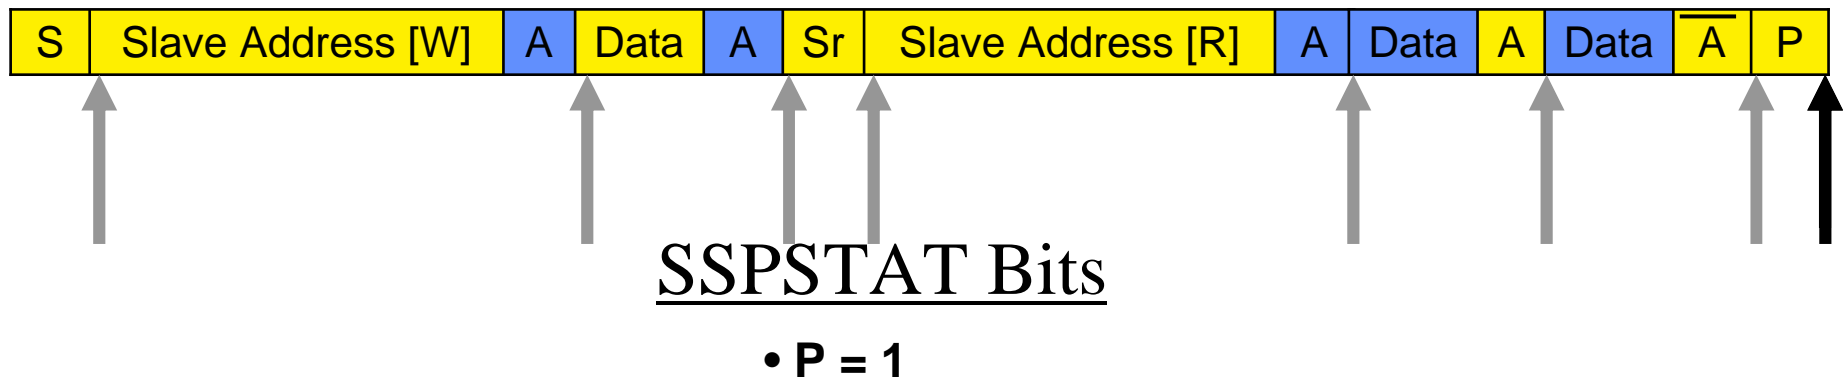 S Slave Address [W] A Data A Sr Slave Address [R] A Data A Data A̅ P
SSPSTAT Bits
• P = 1